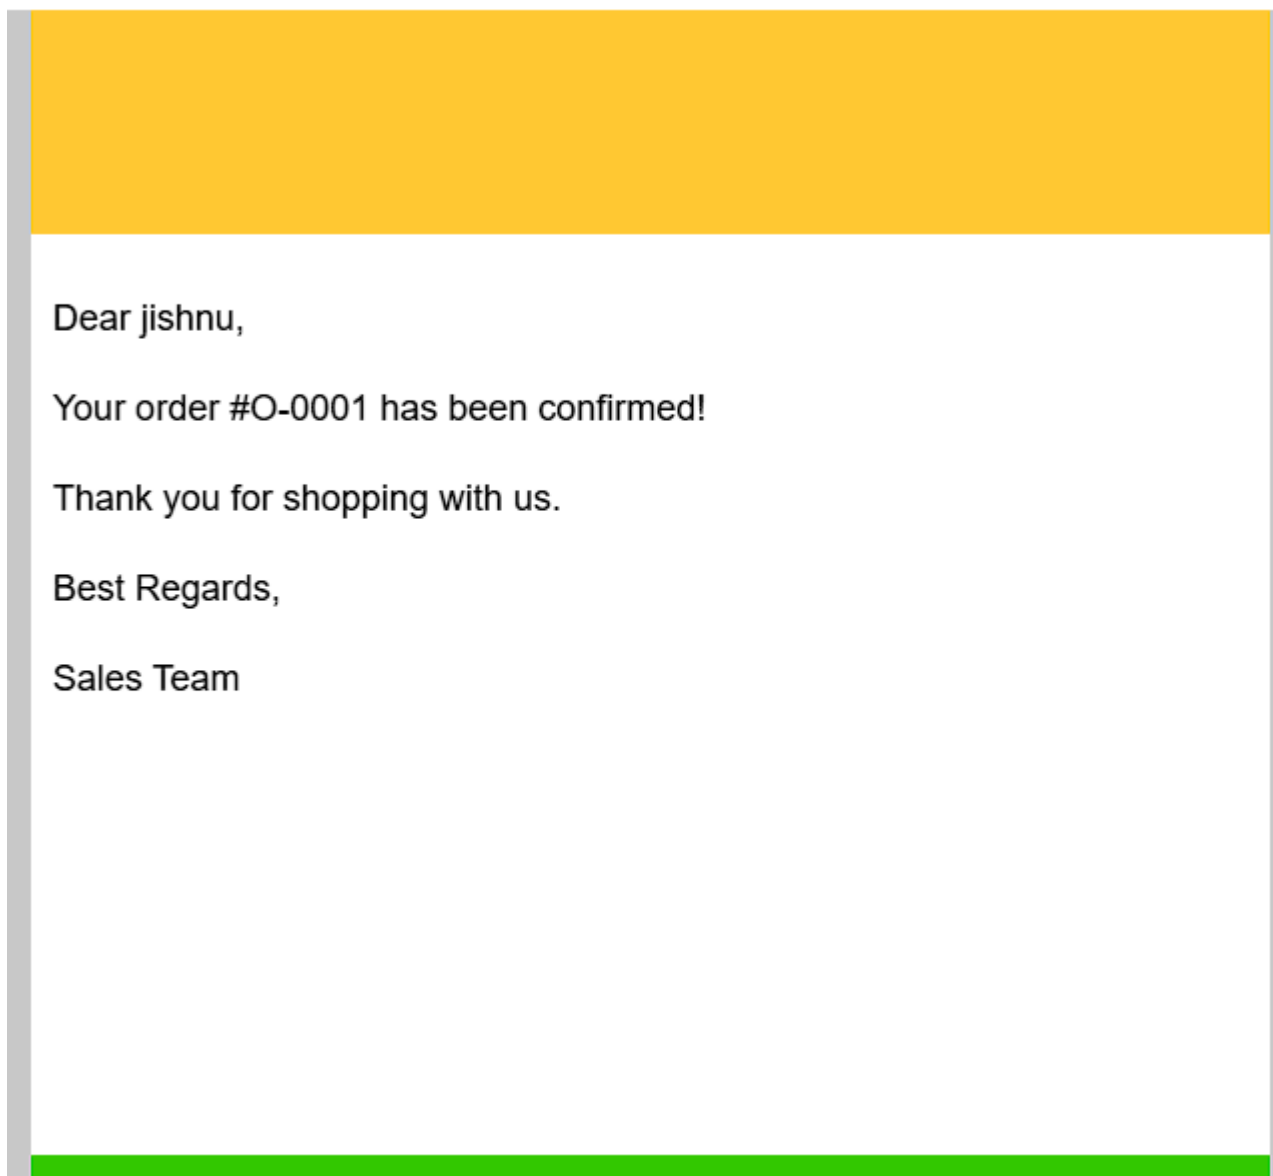 Dear jishnu,
Your order #O-0001 has been confirmed!
Thank you for shopping with us.
Best Regards,
Sales Team